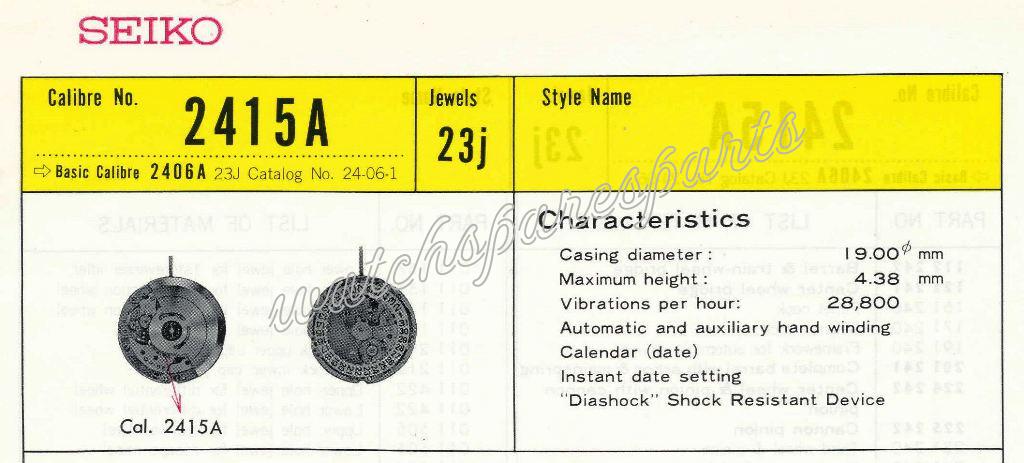 SEIKO
Calibre No. 2415A
⇨ Basic Calibre 2406A 23J Catalog No. 24-06-1
Jewels
23j
Style Name
Characteristics
Casing diameter : 19.00ø mm
Maximum height : 4.38 mm
Vibrations per hour: 28,800
Automatic and auxiliary hand winding
Calendar (date)
Instant date setting
"Diashock" Shock Resistant Device
Cal. 2415A
watchsparesparts